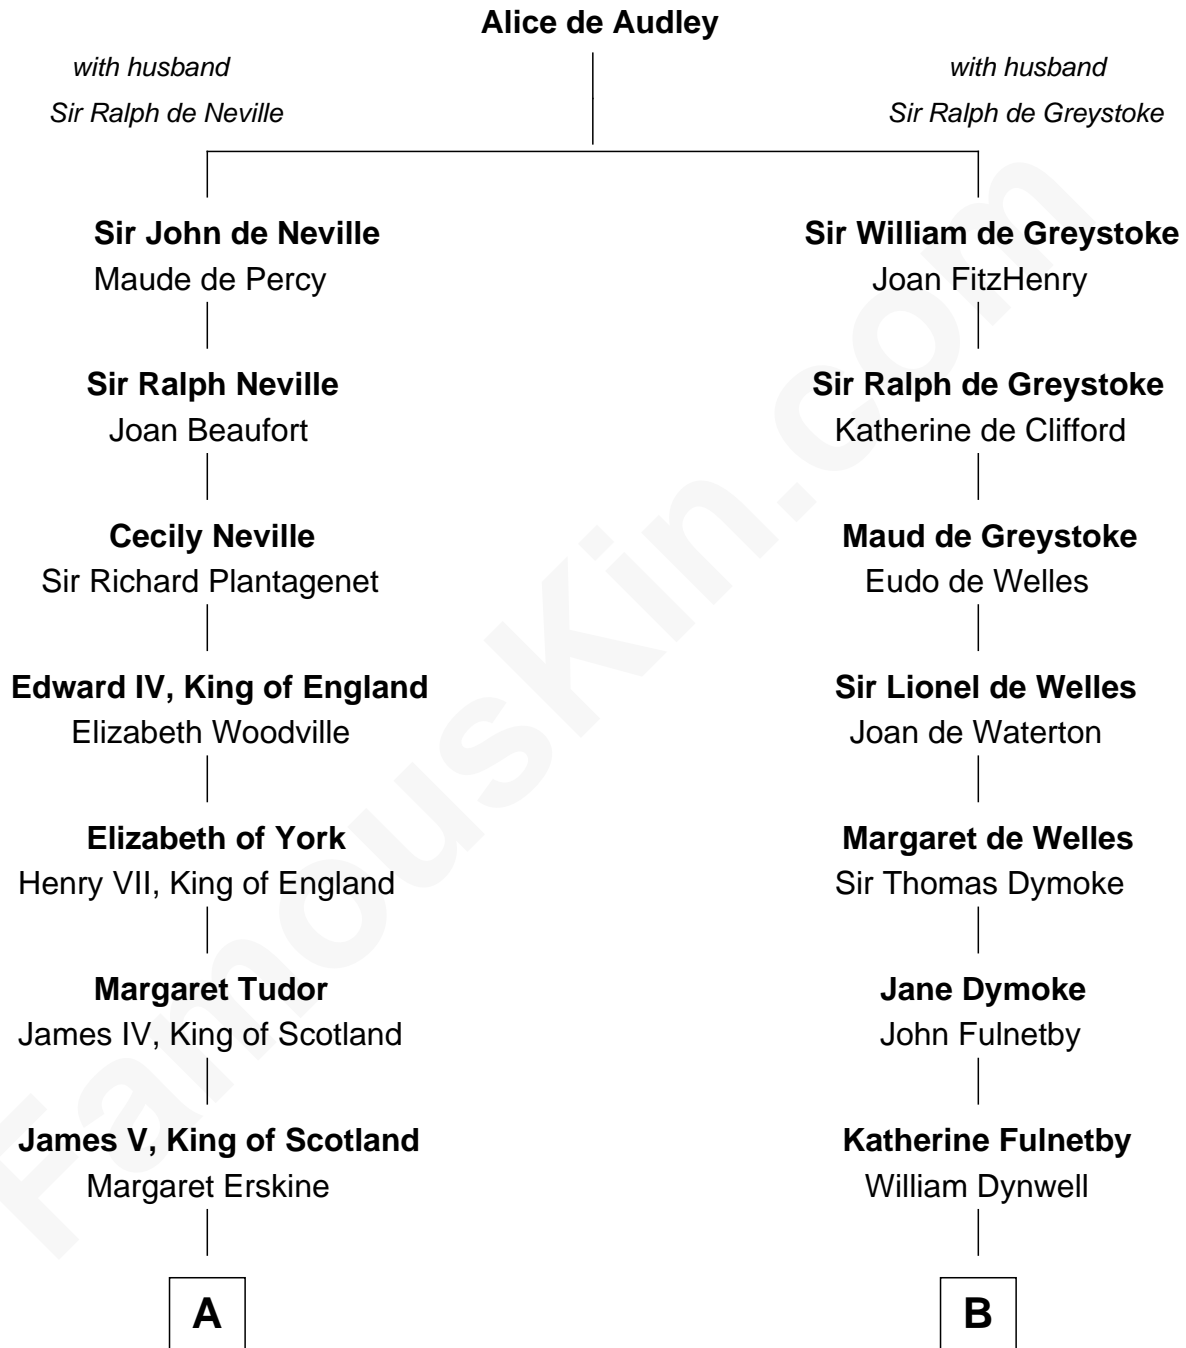 Alice de Audley
with husband
Sir Ralph de Neville
with husband
Sir Ralph de Greystoke
Sir John de Neville
Maude de Percy
Sir William de Greystoke
Joan FitzHenry
Sir Ralph Neville
Joan Beaufort
Sir Ralph de Greystoke
Katherine de Clifford
Cecily Neville
Sir Richard Plantagenet
Maud de Greystoke
Eudo de Welles
Edward IV, King of England
Elizabeth Woodville
Sir Lionel de Welles
Joan de Waterton
Elizabeth of York
Henry VII, King of England
Margaret de Welles
Sir Thomas Dymoke
Margaret Tudor
James IV, King of Scotland
Jane Dymoke
John Fulnetby
James V, King of Scotland
Margaret Erskine
Katherine Fulnetby
William Dynwell
A
B
FamousKin.com